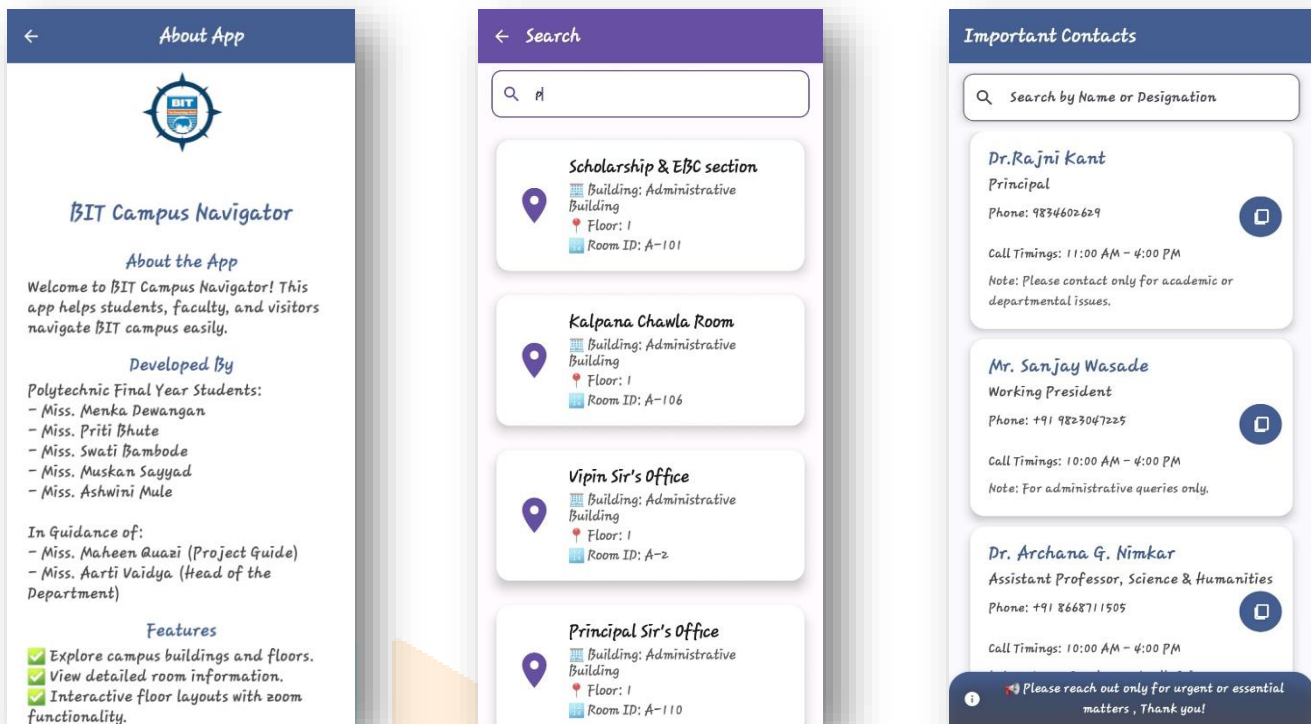 About App
BIT
BIT Campus Navigator
About the App
Welcome to BIT Campus Navigator! This
app helps students, faculty, and visitors
navigate BIT campus easily.
Developed By
Polytechnic Final Year Students:
- Miss. Menka Dewangan
- Miss. Priti Bhute
- Miss. Swati Bambode
- Miss. Muskan Sayyad
- Miss. Ashwini Mule
In Guidance of:
- Miss. Maheen Quazi (Project Guide)
- Miss. Aarti Vaidya (Head of the
Department)
Features
✅ Explore campus buildings and floors.
✅ View detailed room information.
✅ Interactive floor layouts with zoom
functionality.
Search
p
Scholarship & EBC section
🏢 Building: Administrative
Building
📍 Floor: 1
Room ID: A-101
Kalpana Chawla Room
🏢 Building: Administrative
Building
📍 Floor: 1
Room ID: A-106
Vipin Sir's Office
🏢 Building: Administrative
Building
📍 Floor: 1
Room ID: A-2
Principal Sir's Office
🏢 Building: Administrative
Building
📍 Floor: 1
Room ID: A-110
Important Contacts
Search by Name or Designation
Dr.Rajni Kant
Principal
Phone: 9834602629
Call Timings: 11:00 AM - 4:00 PM
Note: Please contact only for academic or
departmental issues.
Mr. Sanjay Wasade
Working President
Phone: +91 9823047225
Call Timings: 10:00 AM - 4:00 PM
Note: For administrative queries only.
Dr. Archana G. Nimkar
Assistant Professor, Science & Humanities
Phone: +91 8668711505
Call Timings: 10:00 AM - 4:00 PM
📢 Please reach out only for urgent or essential
matters , Thank you!